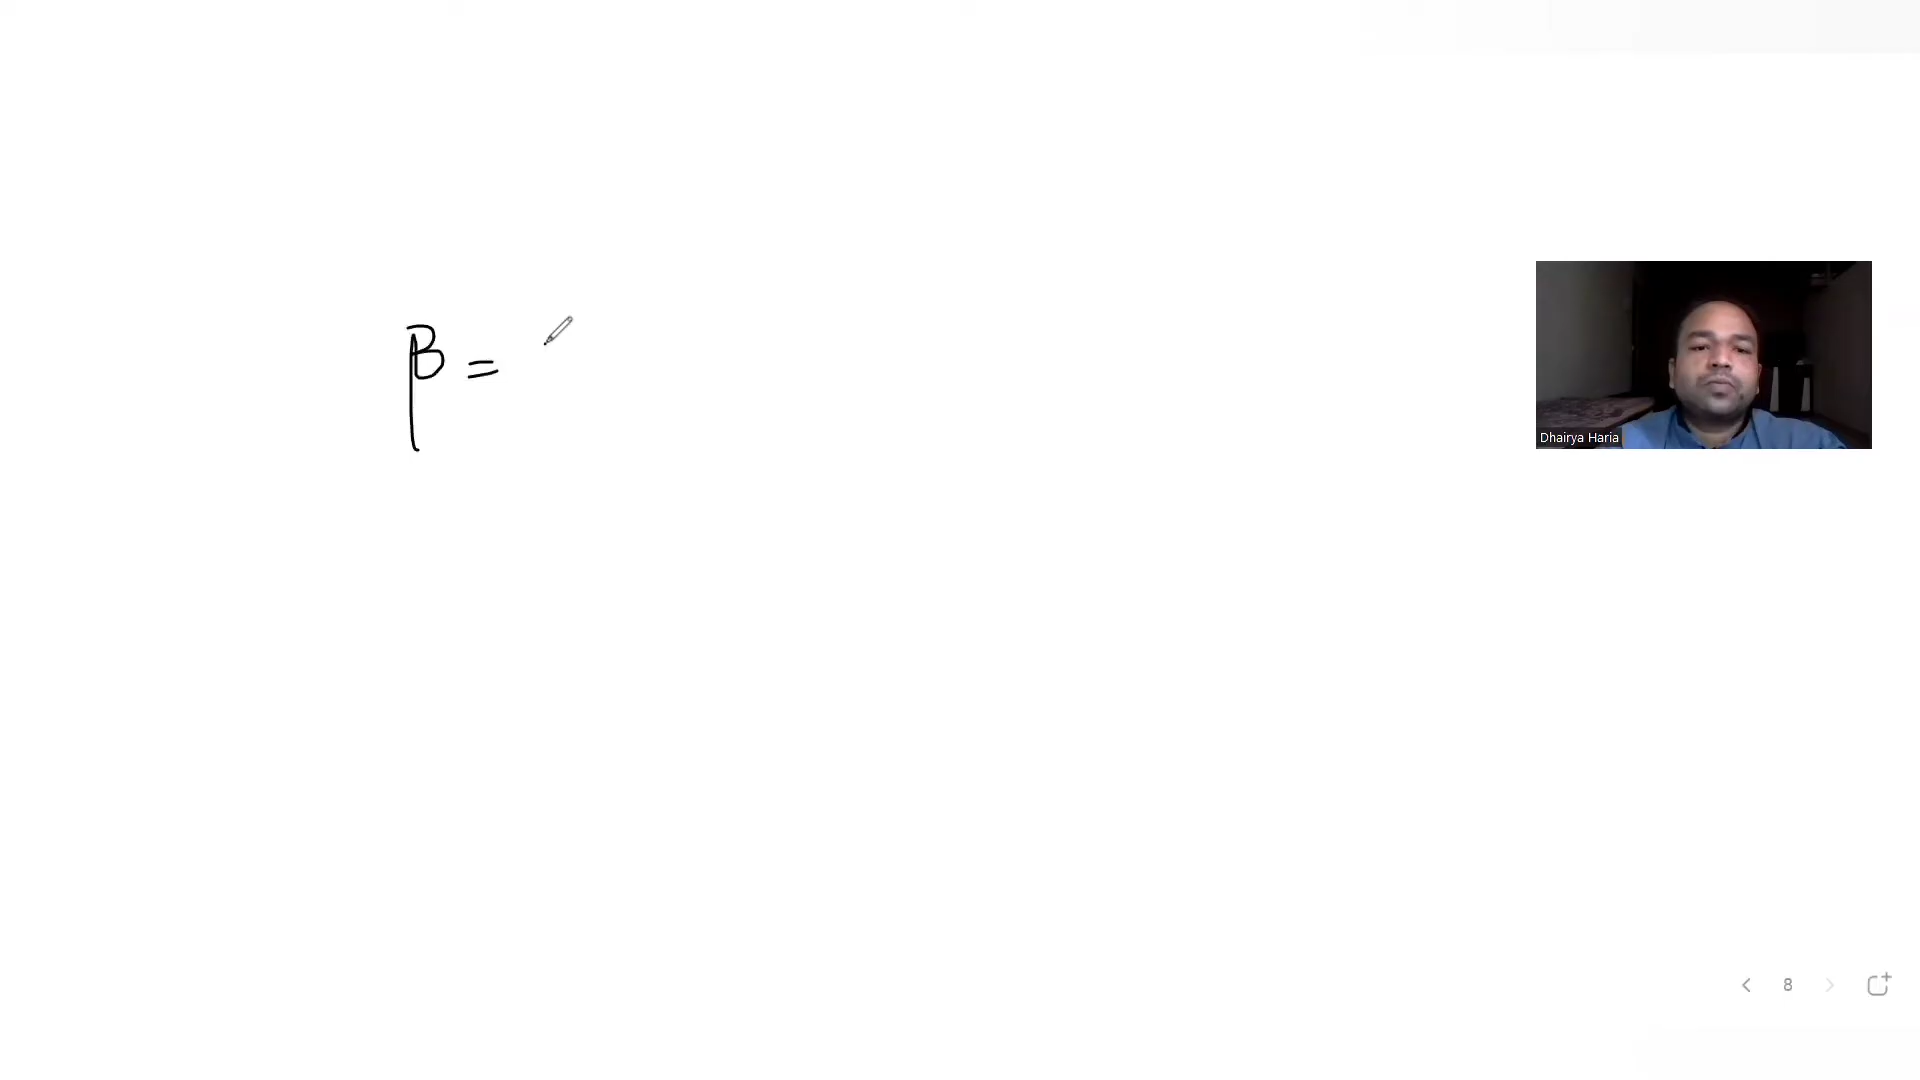 β =
Dhairya Haria
8